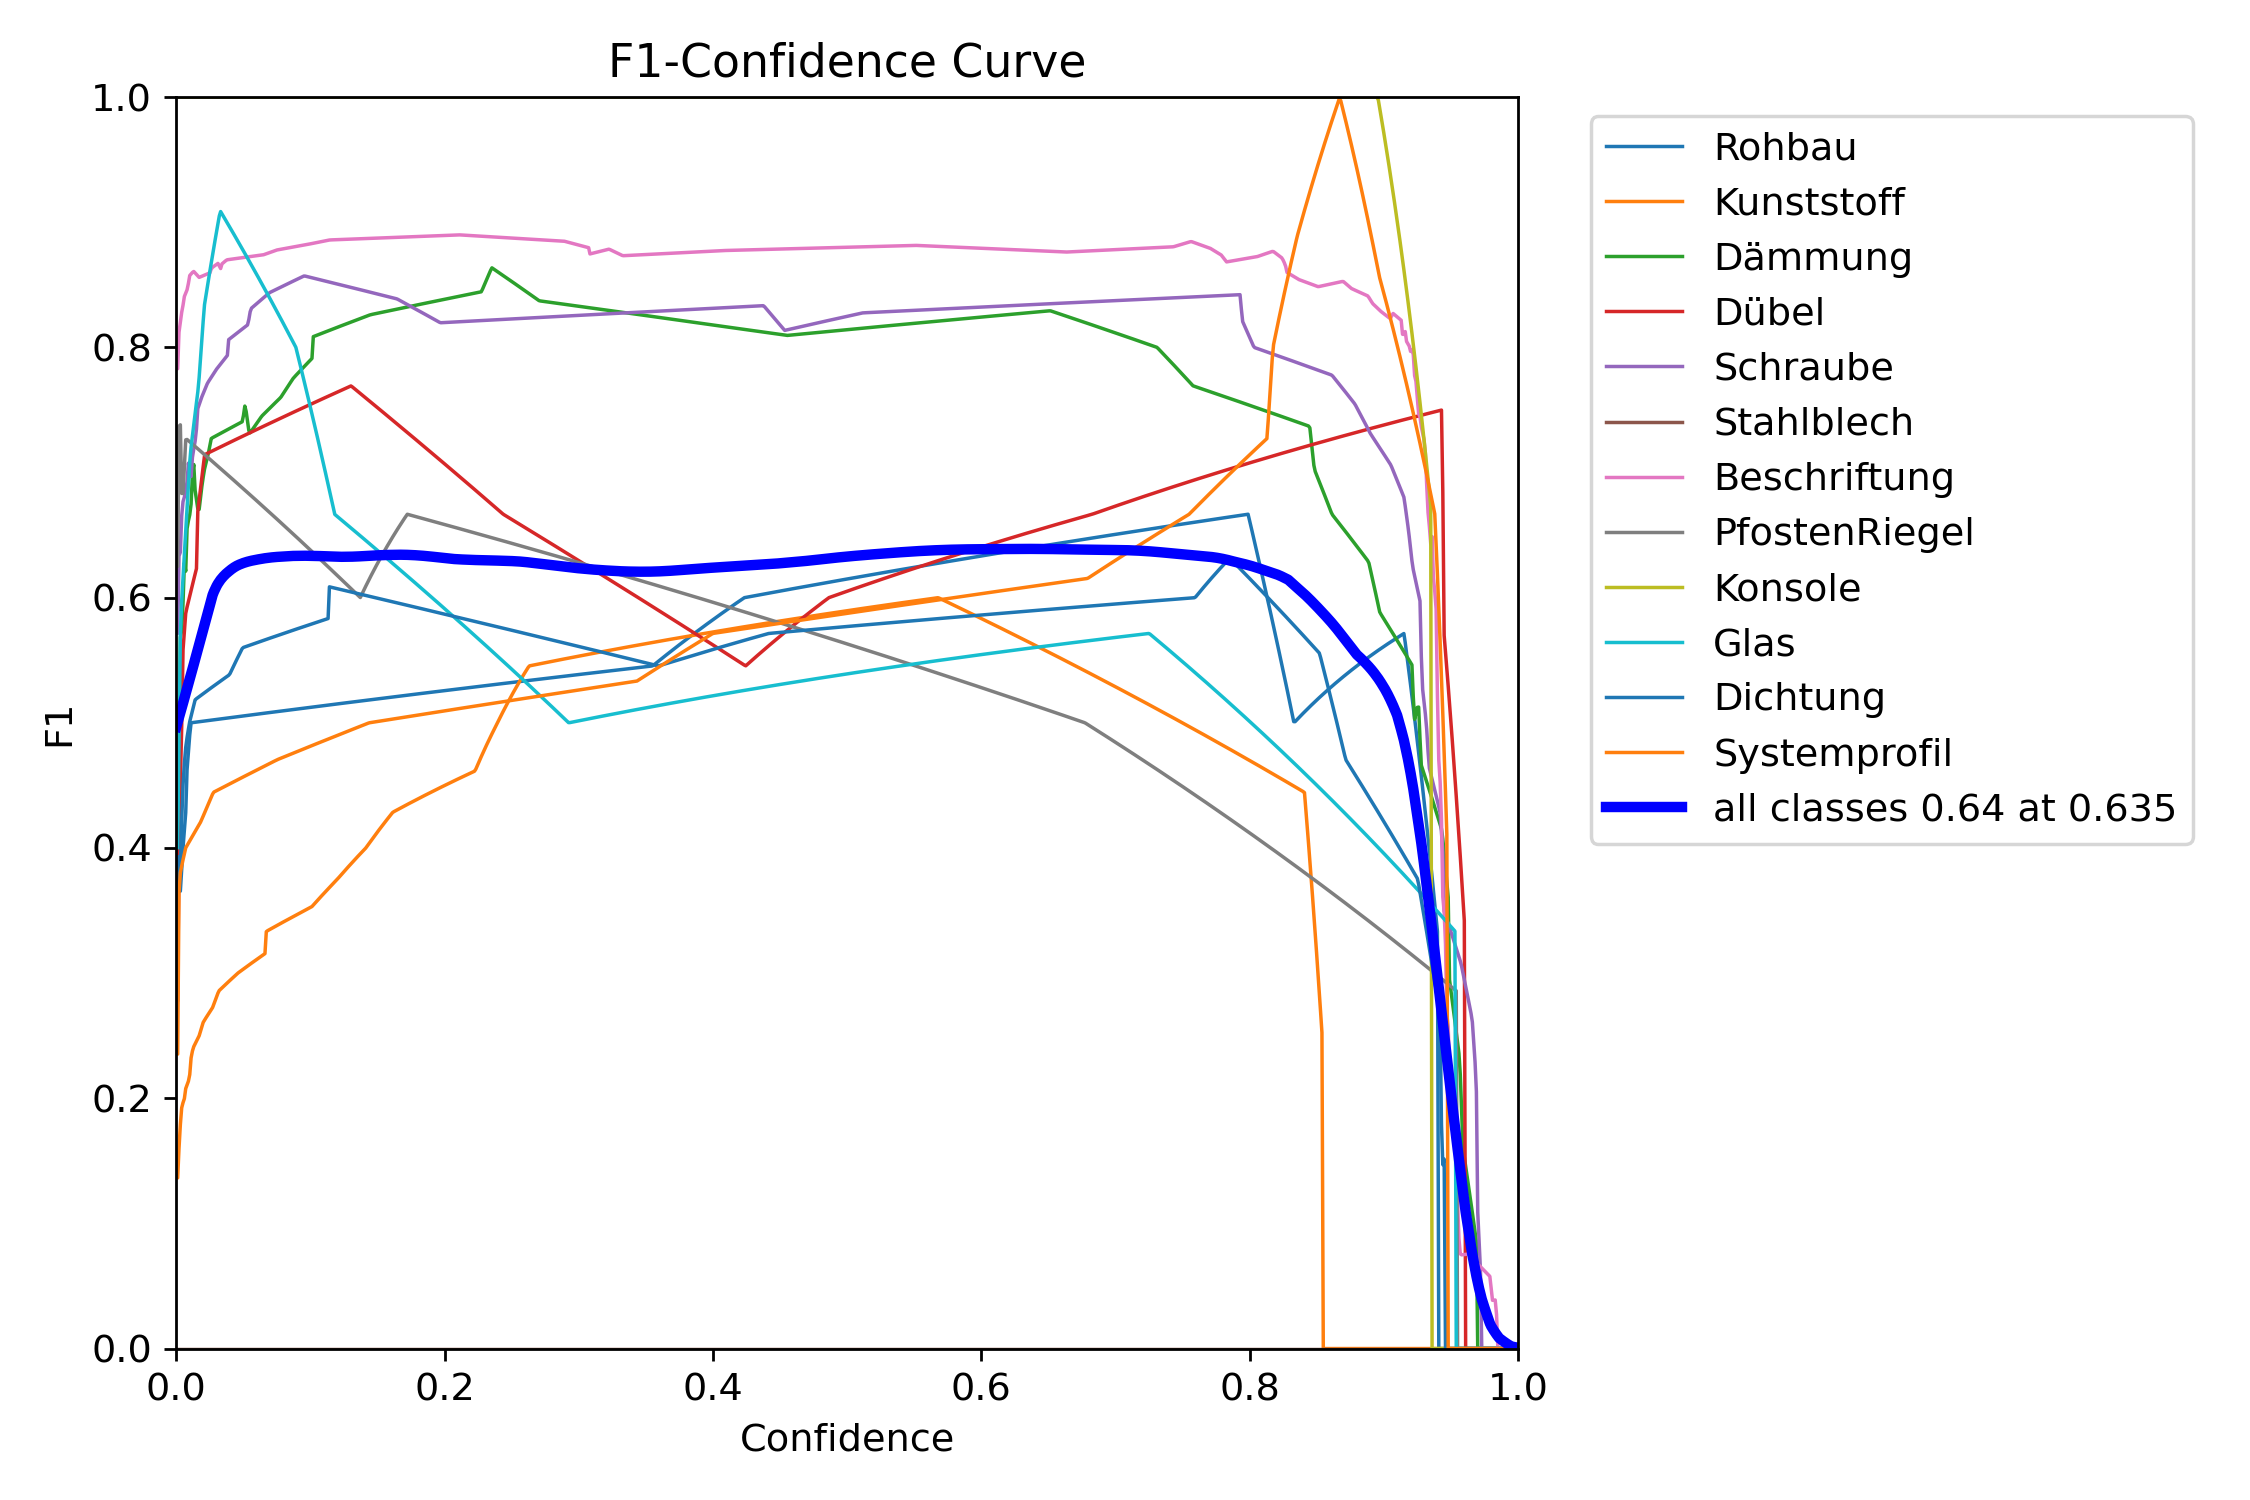 F1-Confidence Curve
1.0
0.8
0.6
0.4
0.2
0.0
F1
0.0 0.2 0.4 0.6 0.8 1.0
Confidence
Rohbau
Kunststoff
Dämmung
Dübel
Schraube
Stahlblech
Beschriftung
PfostenRiegel
Konsole
Glas
Dichtung
Systemprofil
all classes 0.64 at 0.635